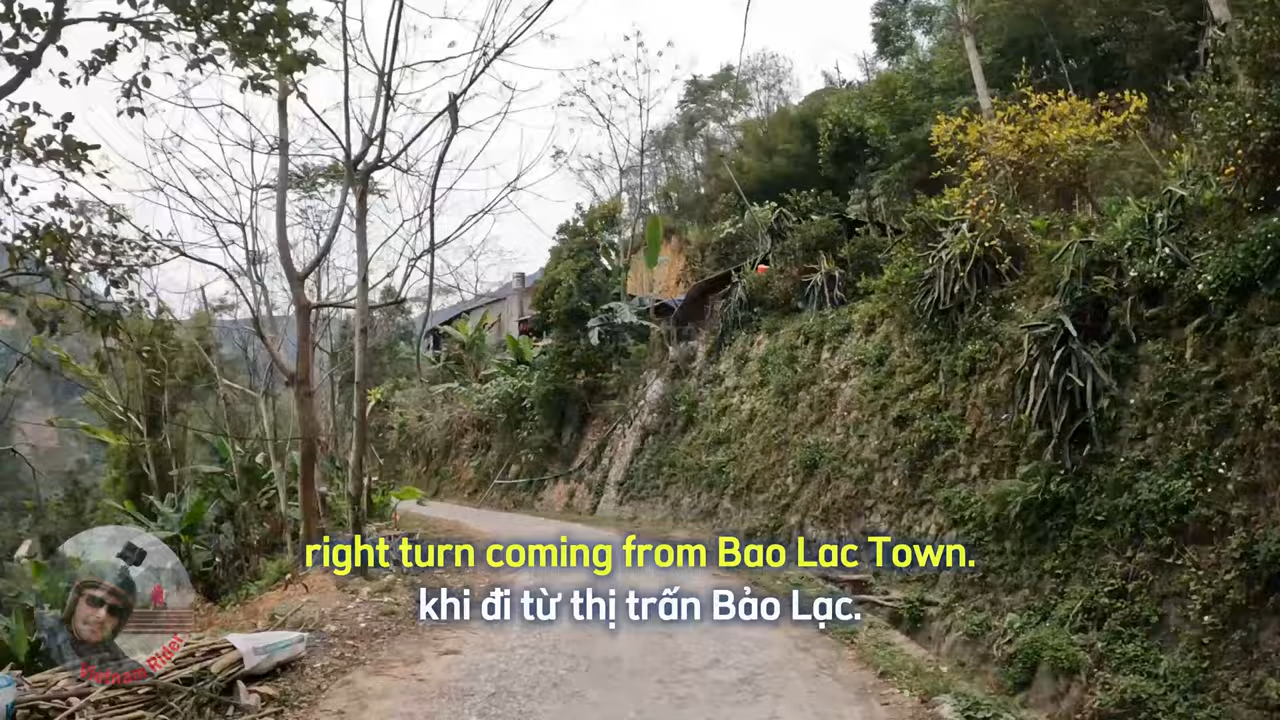 right turn coming from Bao Lac Town.
khi đi từ thị trấn Bảo Lạc.
Vietnam Rider